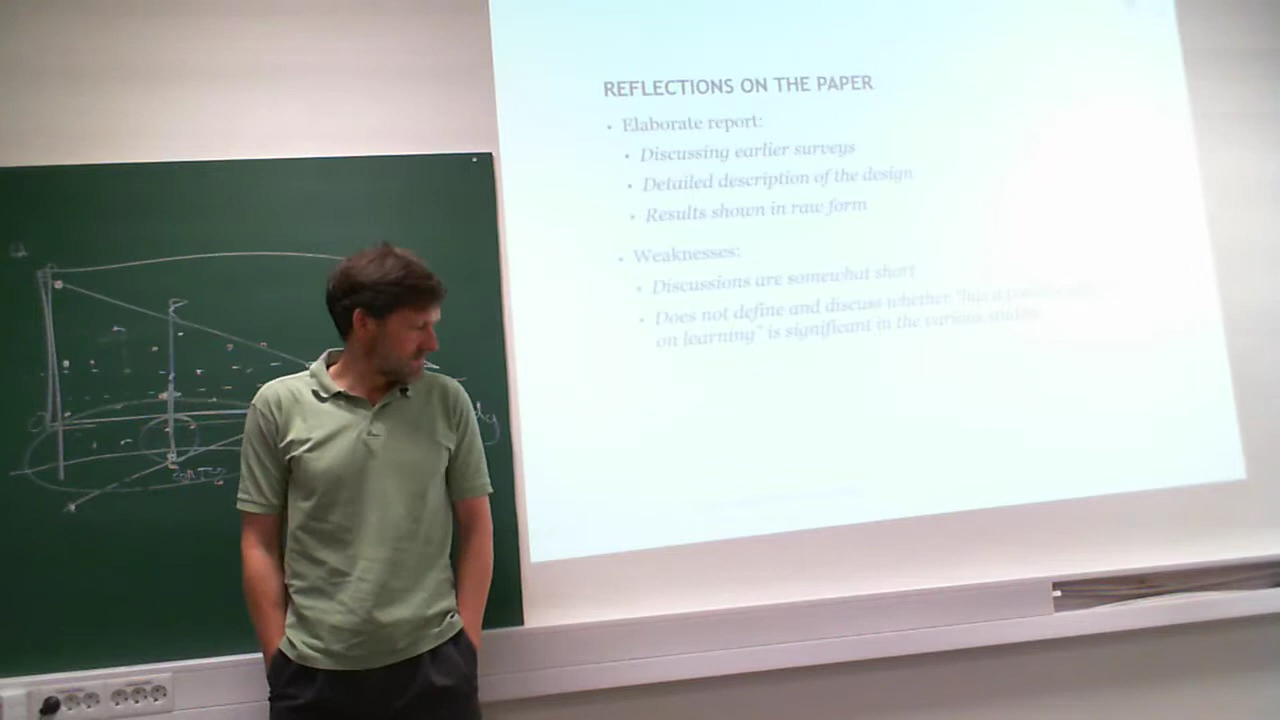 REFLECTIONS ON THE PAPER
• Elaborate report:
• Discussing earlier surveys
• Detailed description of the design
• Results shown in raw form
• Weaknesses:
• Discussions are somewhat short
• Does not define and discuss whether "has a
on learning" is significant in the various studies